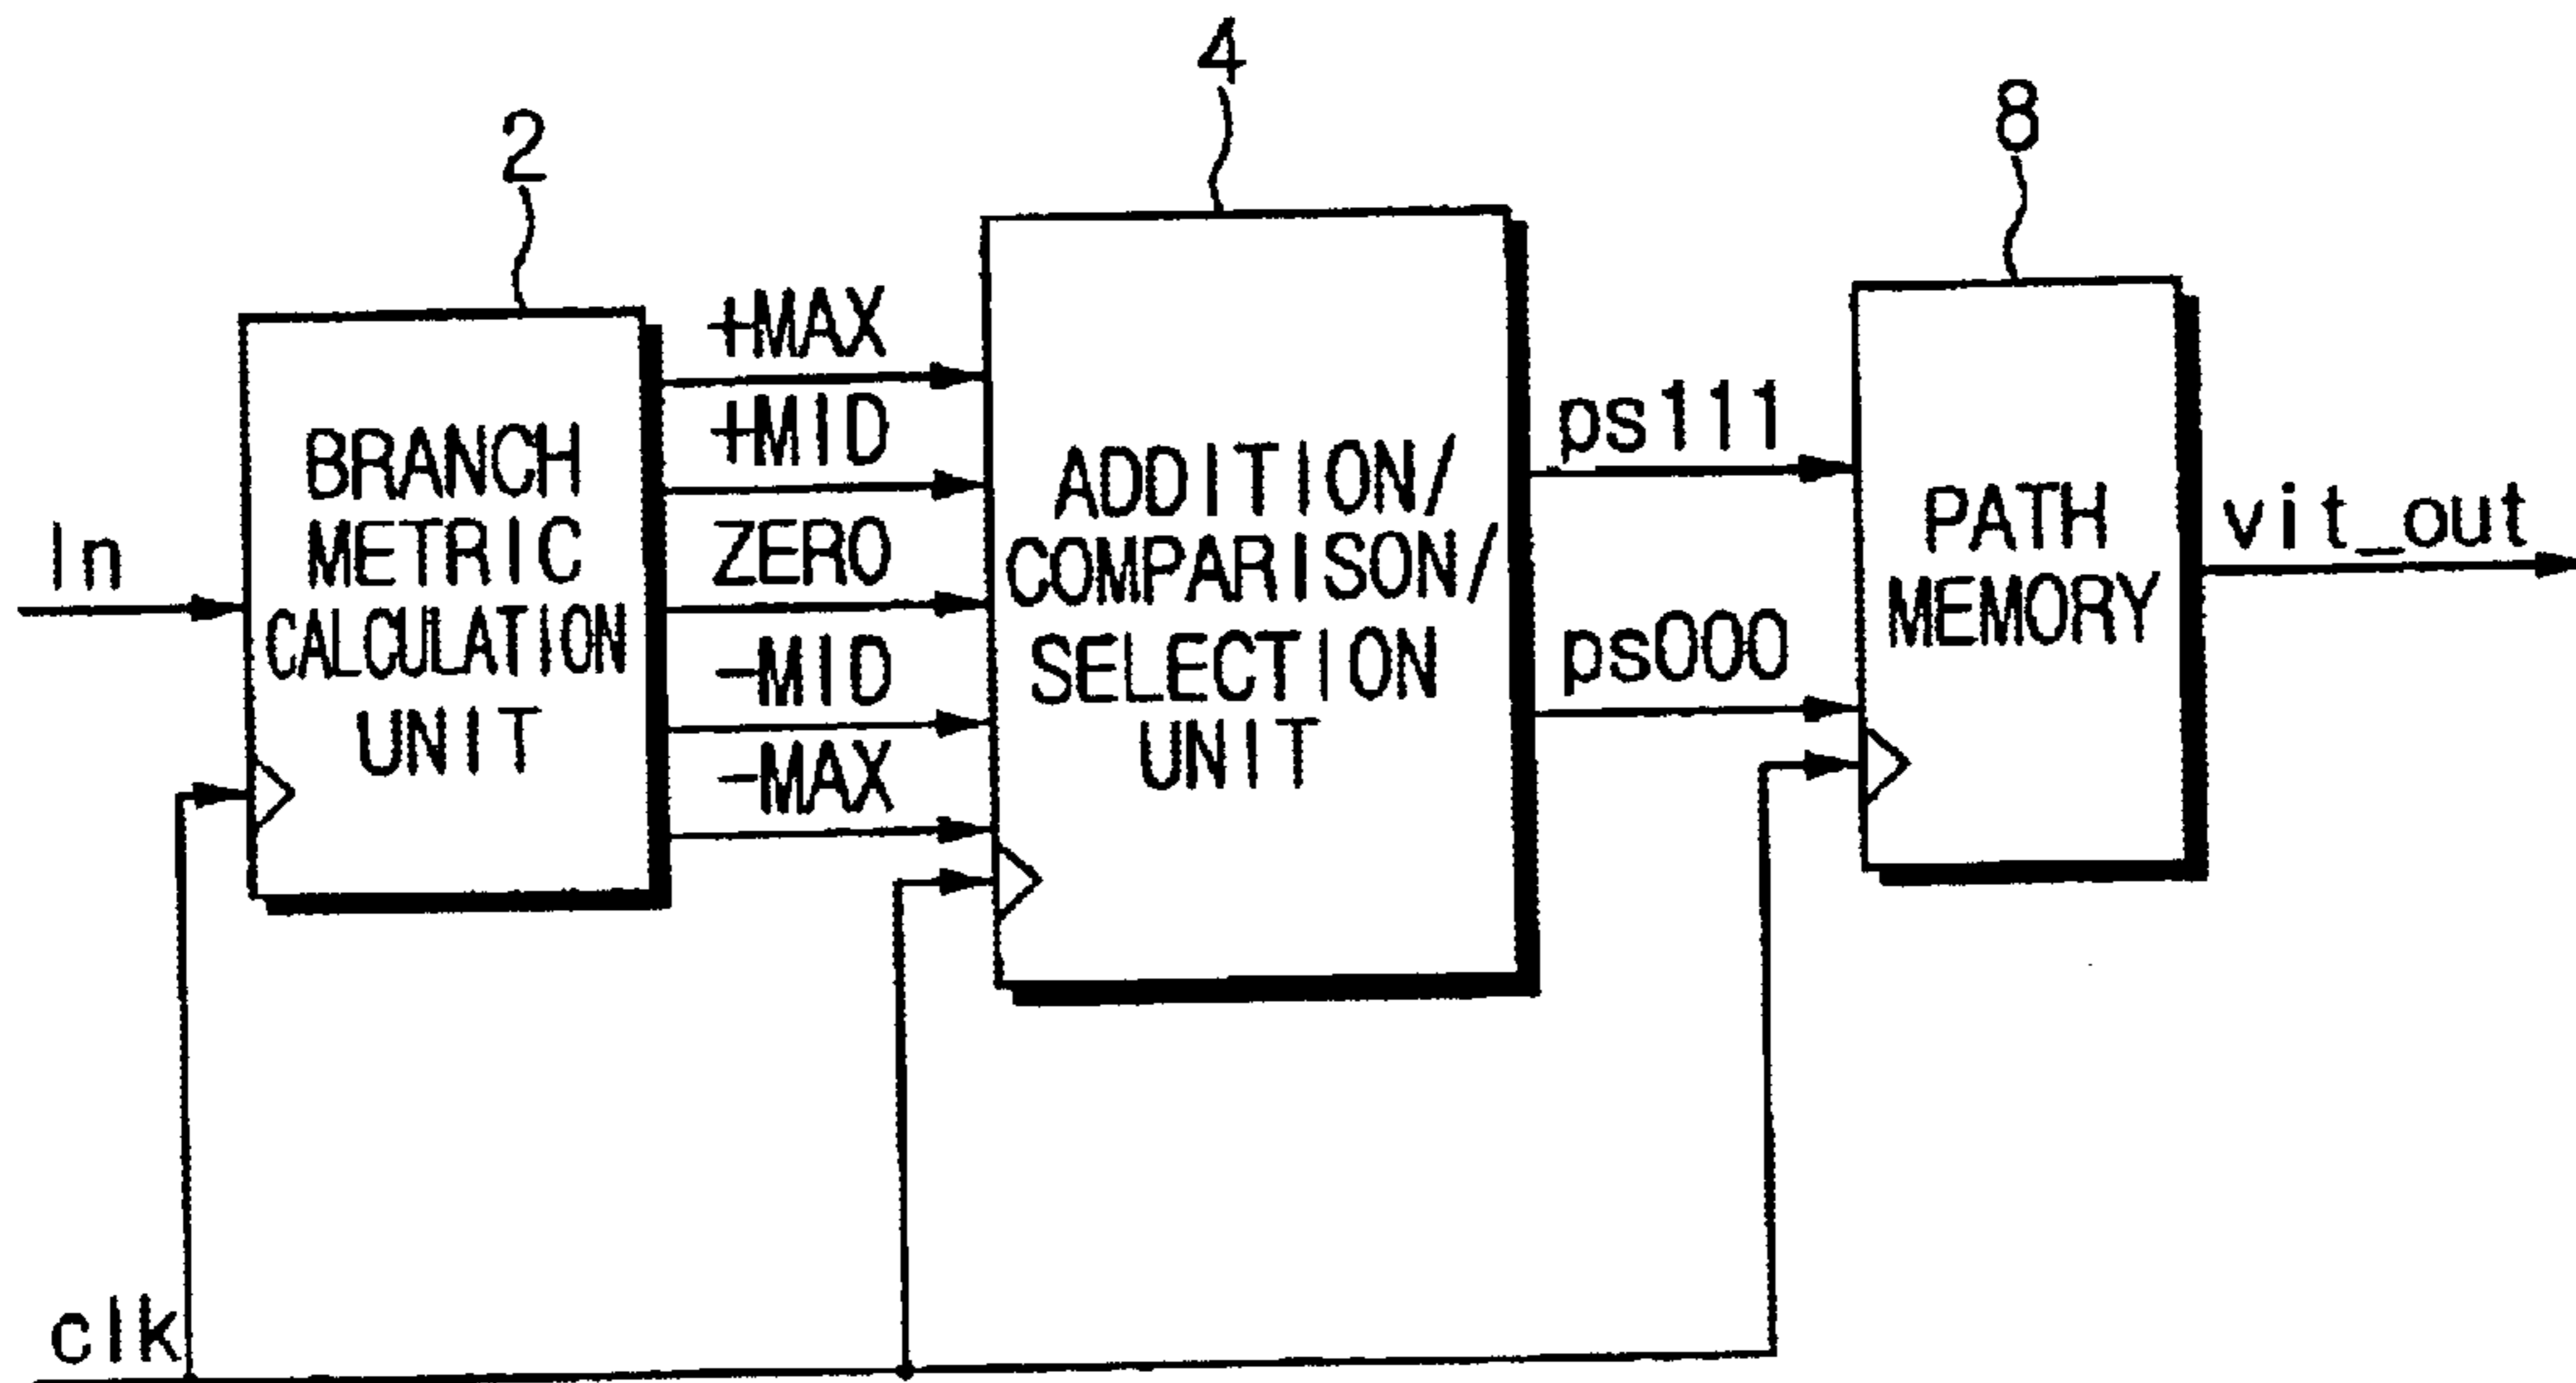 2
4
8
In
clk
BRANCH
METRIC
CALCULATION
UNIT
+MAX
+MID
ZERO
-MID
-MAX
ADDITION/
COMPARISON/
SELECTION
UNIT
ps111
ps000
PATH
MEMORY
vit_out